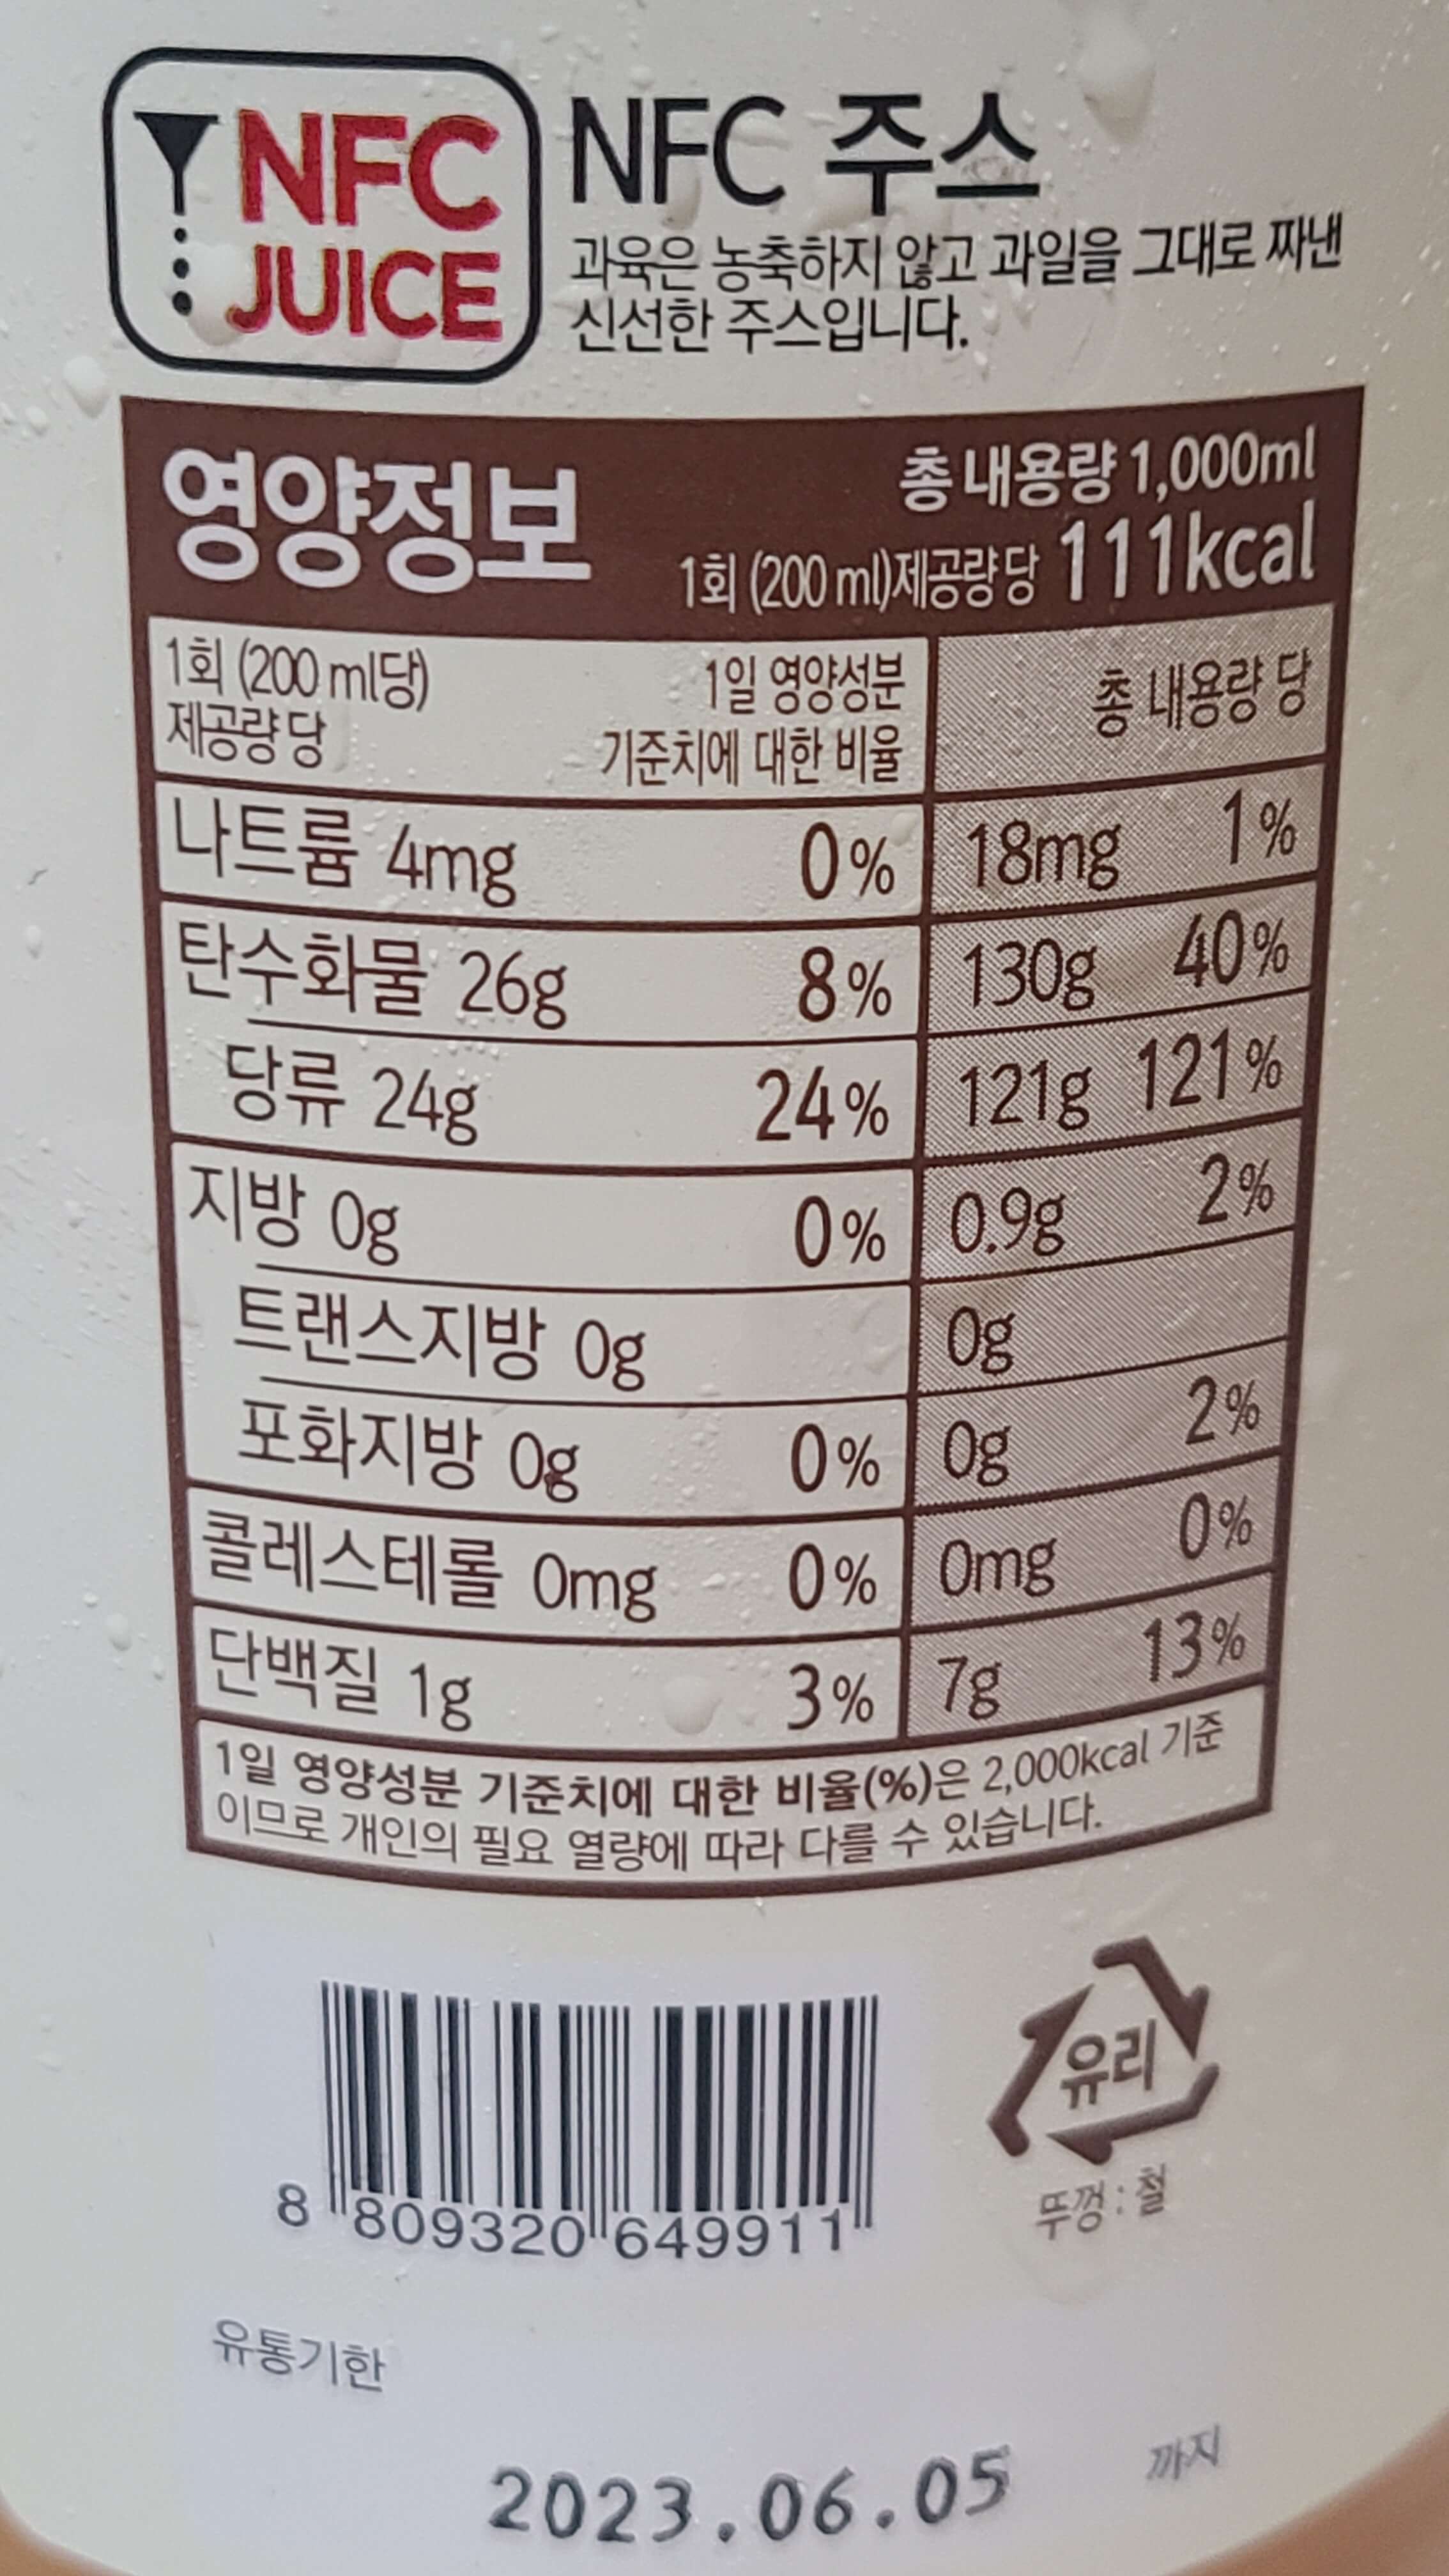 NFC
JUICE
NFC 주스
과육은 농축하지 않고 과일을 그대로 짜낸
신선한 주스입니다.
영양정보
총 내용량 1,000ml
1회 (200 ml)제공량당 111kcal
1회 (200 ml당)
제공량당
1일 영양성분
기준치에 대한 비율
총 내용량 당
나트륨 4mg 0% 18mg 1%
탄수화물 26g 8% 130g 40%
당류 24g 24% 121g 121%
지방 0g 0% 0.9g 2%
트랜스지방 0g 0g
포화지방 0g 0% 0g 2%
콜레스테롤 0mg 0% 0mg 0%
단백질 1g 3% 7g 13%
1일 영양성분 기준치에 대한 비율(%)은 2,000kcal 기준
이므로 개인의 필요 열량에 따라 다를 수 있습니다.
유리
뚜껑 : 철
8 809320 649911
유통기한
2023.06.05 까지